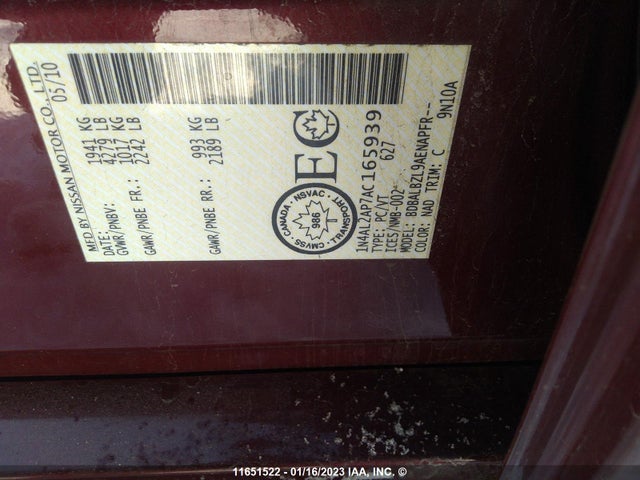 MFD.BY NISSAN MOTOR CO., LTD.
DATE: 05/10
GVWR/PNBV: 1941 KG
4279 LB
GAWR/PNBE FR: 1017 KG
2242 LB
GAWR/PNBE RR: 993 KG
2189 LB
CANADA
NSVAC
TRANSPORT
CMVSS
986
OEC
1N4AL2AP7AC165939
TYPE: PC/VT 627
ICES/NMB-002
MODEL: BDBALBZL9AENAPFR--
COLOR: NAD TRIM: C 9N10A
11651522 - 01/16/2023 IAA, INC. ©